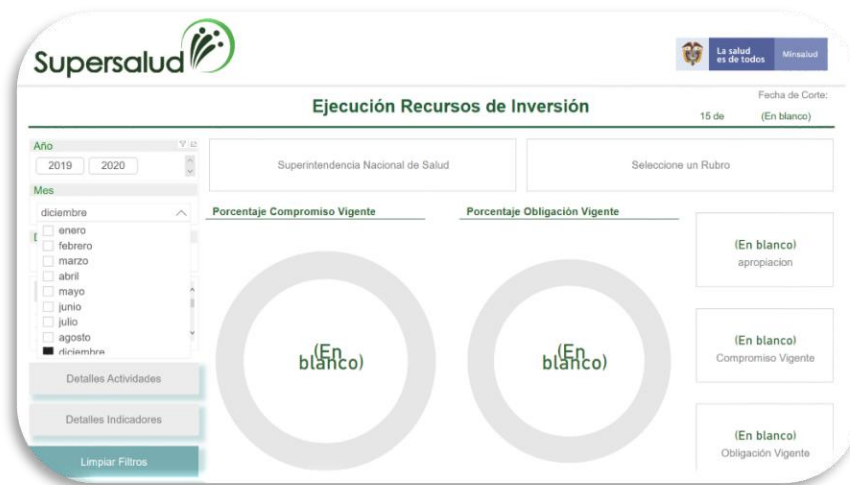 Supersalud
La salud
es de todos
Minsalud
Ejecución Recursos de Inversión
Fecha de Corte:
15 de
(En blanco)
Año
2019
2020
Mes
diciembre
enero
febrero
marzo
abril
mayo
junio
julio
agosto
diciembre
Detalles Actividades
Detalles Indicadores
Limpiar Filtros
Superintendencia Nacional de Salud
Seleccione un Rubro
Porcentaje Compromiso Vigente
(En
blanco)
Porcentaje Obligación Vigente
(En
blanco)
(En blanco)
apropiacion
(En blanco)
Compromiso Vigente
(En blanco)
Obligación Vigente